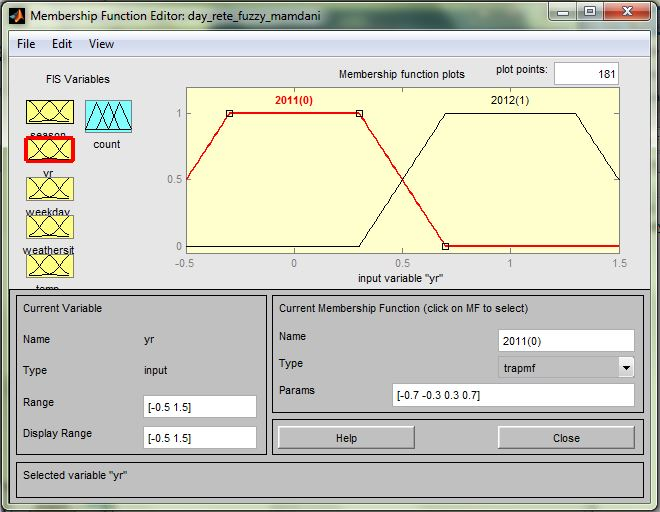 Membership Function Editor: day_rete_fuzzy_mamdani
File Edit View
FIS Variables
Membership function plots
plot points:
181
season
yr
weekday
weathersit
temp
count
2011(0)
2012(1)
1
0.5
0
-0.5 0 0.5 1 1.5
input variable "yr"
Current Variable
Name yr
Type input
Range [-0.5 1.5]
Display Range [-0.5 1.5]
Current Membership Function (click on MF to select)
Name 2011(0)
Type trapmf
Params [-0.7 -0.3 0.3 0.7]
Help Close
Selected variable "yr"